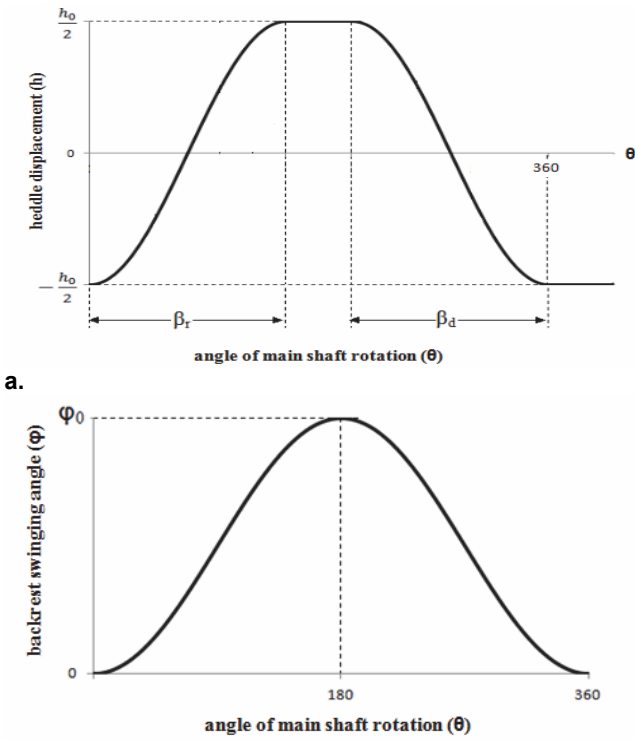 h₀/2
heddle displacement (h)
0
θ
360
− h₀/2
βr
βd
angle of main shaft rotation (θ)
a.
φ0
backrest swinging angle (φ)
0
180
360
angle of main shaft rotation (θ)